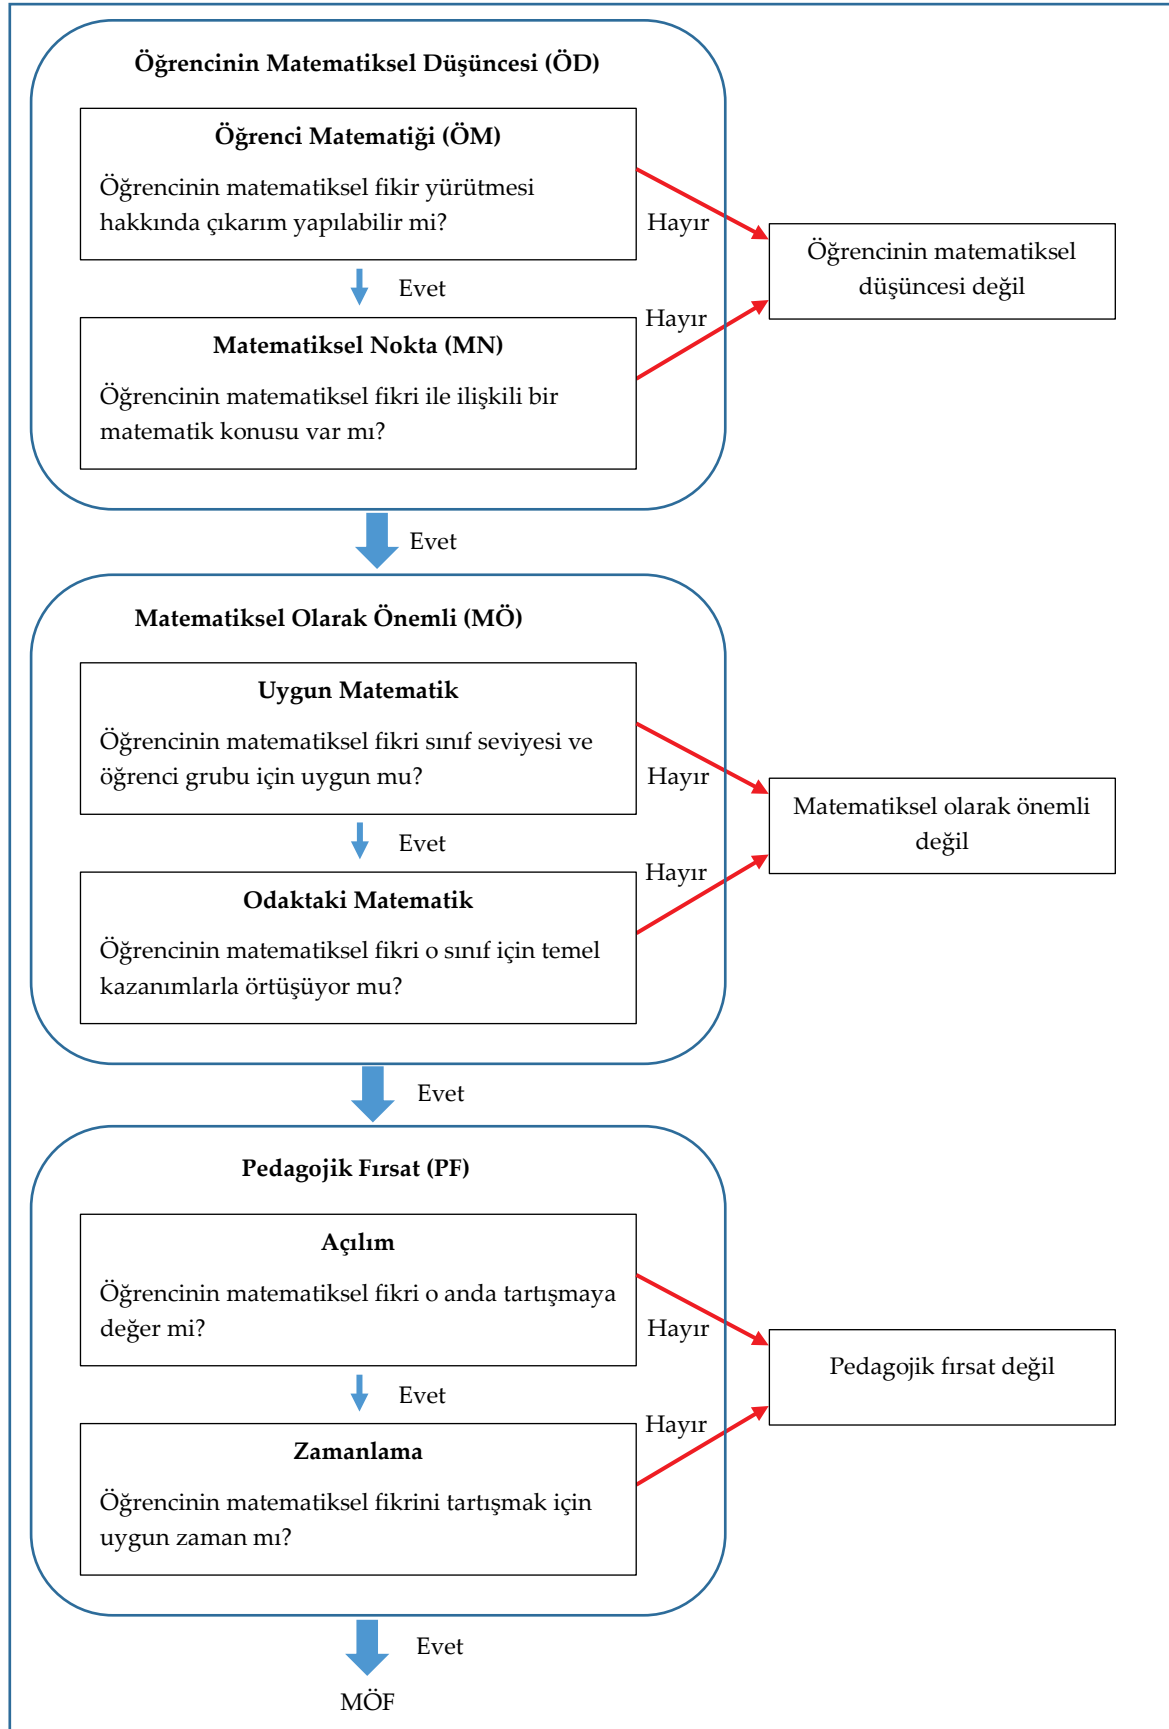 Öğrencinin Matematiksel Düşüncesi (ÖD)
Öğrenci Matematiği (ÖM)
Öğrencinin matematiksel fikir yürütmesi
hakkında çıkarım yapılabilir mi?
Hayır
Öğrencinin matematiksel
düşüncesi değil
Evet
Hayır
Matematiksel Nokta (MN)
Öğrencinin matematiksel fikri ile ilişkili bir
matematik konusu var mı?
Evet
Matematiksel Olarak Önemli (MÖ)
Uygun Matematik
Öğrencinin matematiksel fikri sınıf seviyesi ve
öğrenci grubu için uygun mu?
Hayır
Matematiksel olarak önemli
değil
Evet
Hayır
Odaktaki Matematik
Öğrencinin matematiksel fikri o sınıf için temel
kazanımlarla örtüşüyor mu?
Evet
Pedagojik Fırsat (PF)
Açılım
Öğrencinin matematiksel fikri o anda tartışmaya
değer mi?
Hayır
Pedagojik fırsat değil
Evet
Hayır
Zamanlama
Öğrencinin matematiksel fikrini tartışmak için
uygun zaman mı?
Evet
MÖF